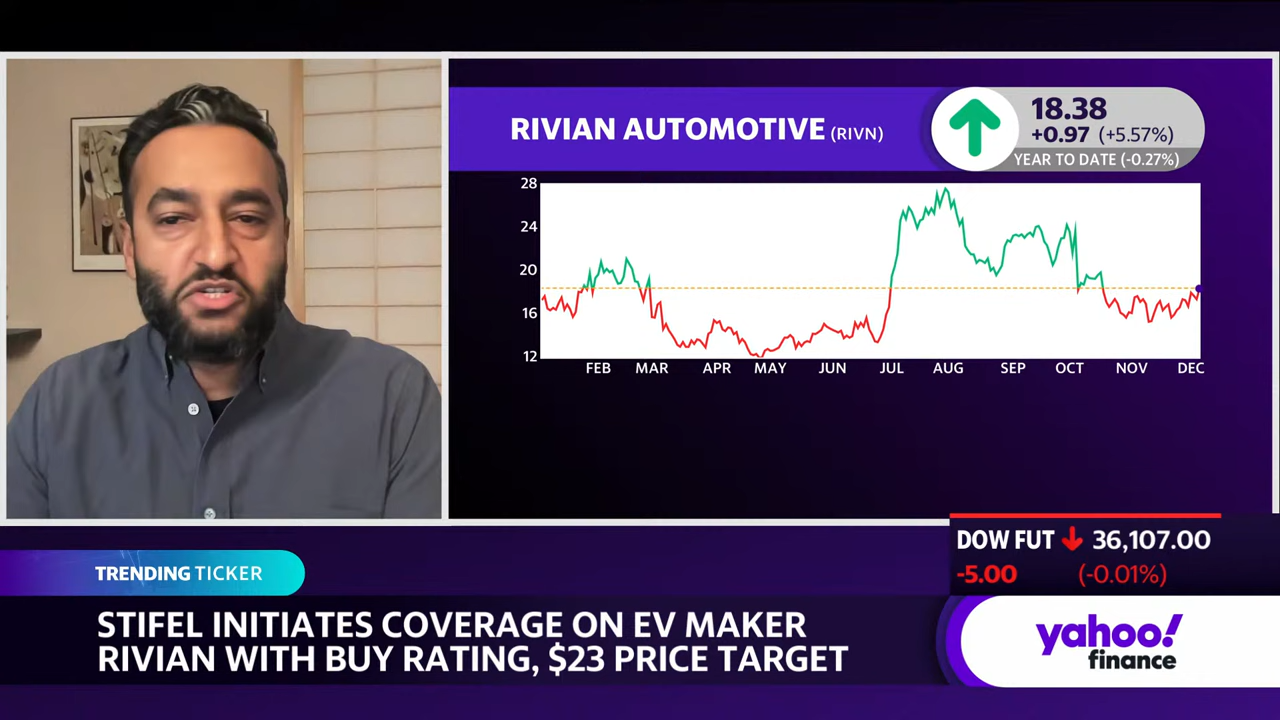 RIVIAN AUTOMOTIVE (RIVN)
18.38
+0.97 (+5.57%)
YEAR TO DATE (-0.27%)
28
24
20
16
12
FEB MAR APR MAY JUN JUL AUG SEP OCT NOV DEC
DOW FUT 36,107.00
-5.00 (-0.01%)
TRENDING TICKER
STIFEL INITIATES COVERAGE ON EV MAKER
RIVIAN WITH BUY RATING, $23 PRICE TARGET
yahoo!
finance